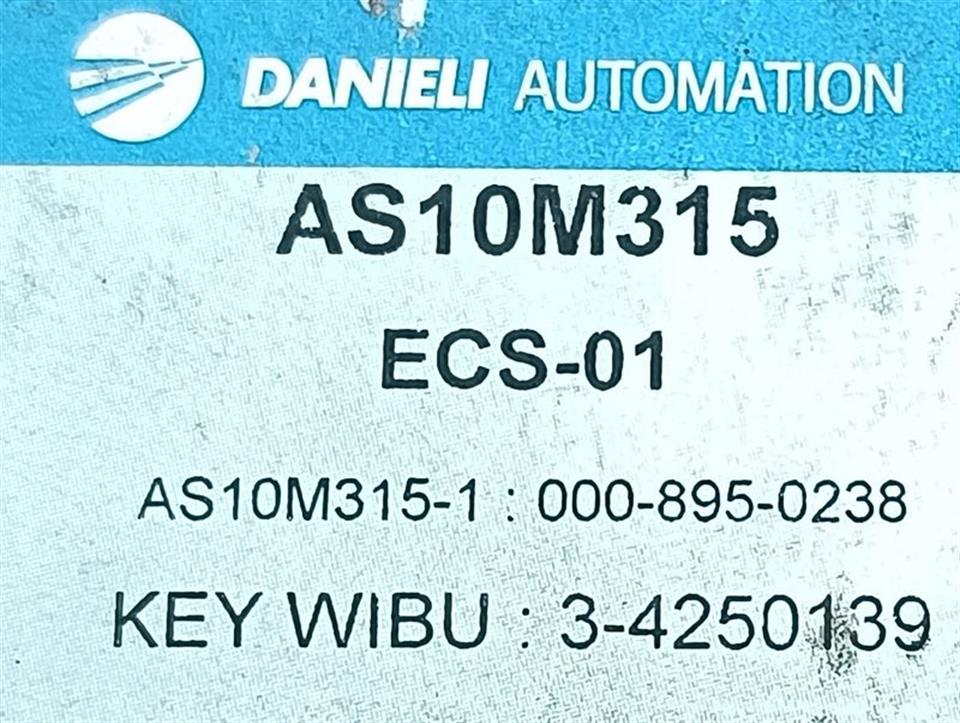 DANIELI AUTOMATION
AS10M315
ECS-01
AS10M315-1 : 000-895-0238
KEY WIBU : 3-4250139